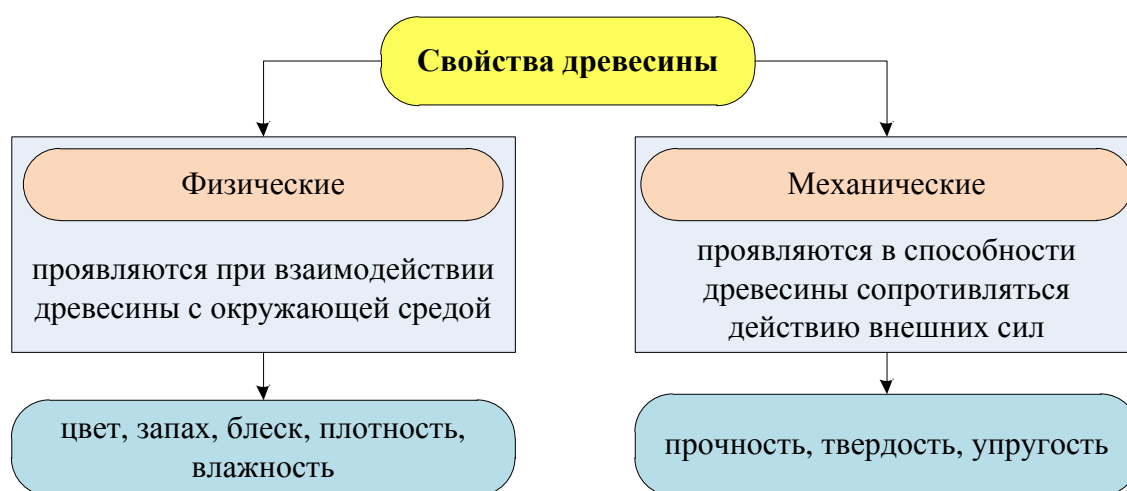 Свойства древесины
Физические
проявляются при взаимодействии
древесины с окружающей средой
цвет, запах, блеск, плотность,
влажность
Механические
проявляются в способности
древесины сопротивляться
действию внешних сил
прочность, твердость, упругость